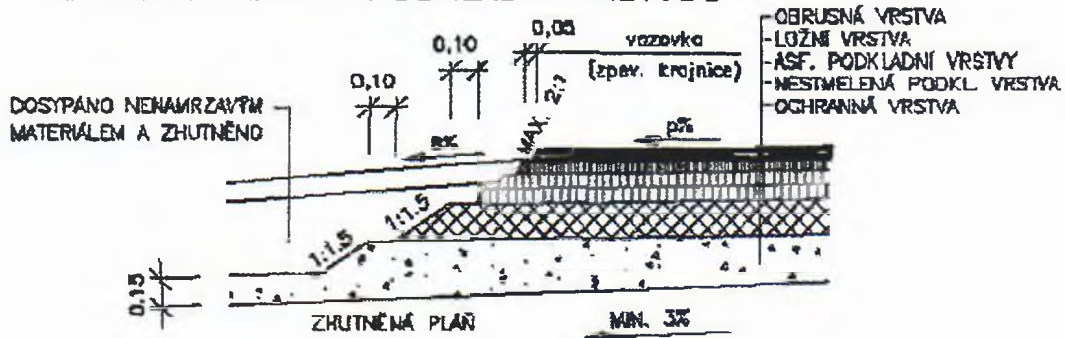 OBRUSNÁ VRSTVA
LOŽNÍ VRSTVA
ASF. PODKLADNÍ VRSTVY
NESTMELENÁ PODKL. VRSTVA
OCHRANNÁ VRSTVA
0,05
vozovka
(zpev. krajnice)
0,10
0,10
MAX. 2:1
DOSYPÁNO NENAMRZAVÝM
MATERIÁLEM A ZHUTNĚNO
p%
1:1.5
1:1.5
0,15
ZHUTNĚNÁ PLÁŇ
MIN. 3%